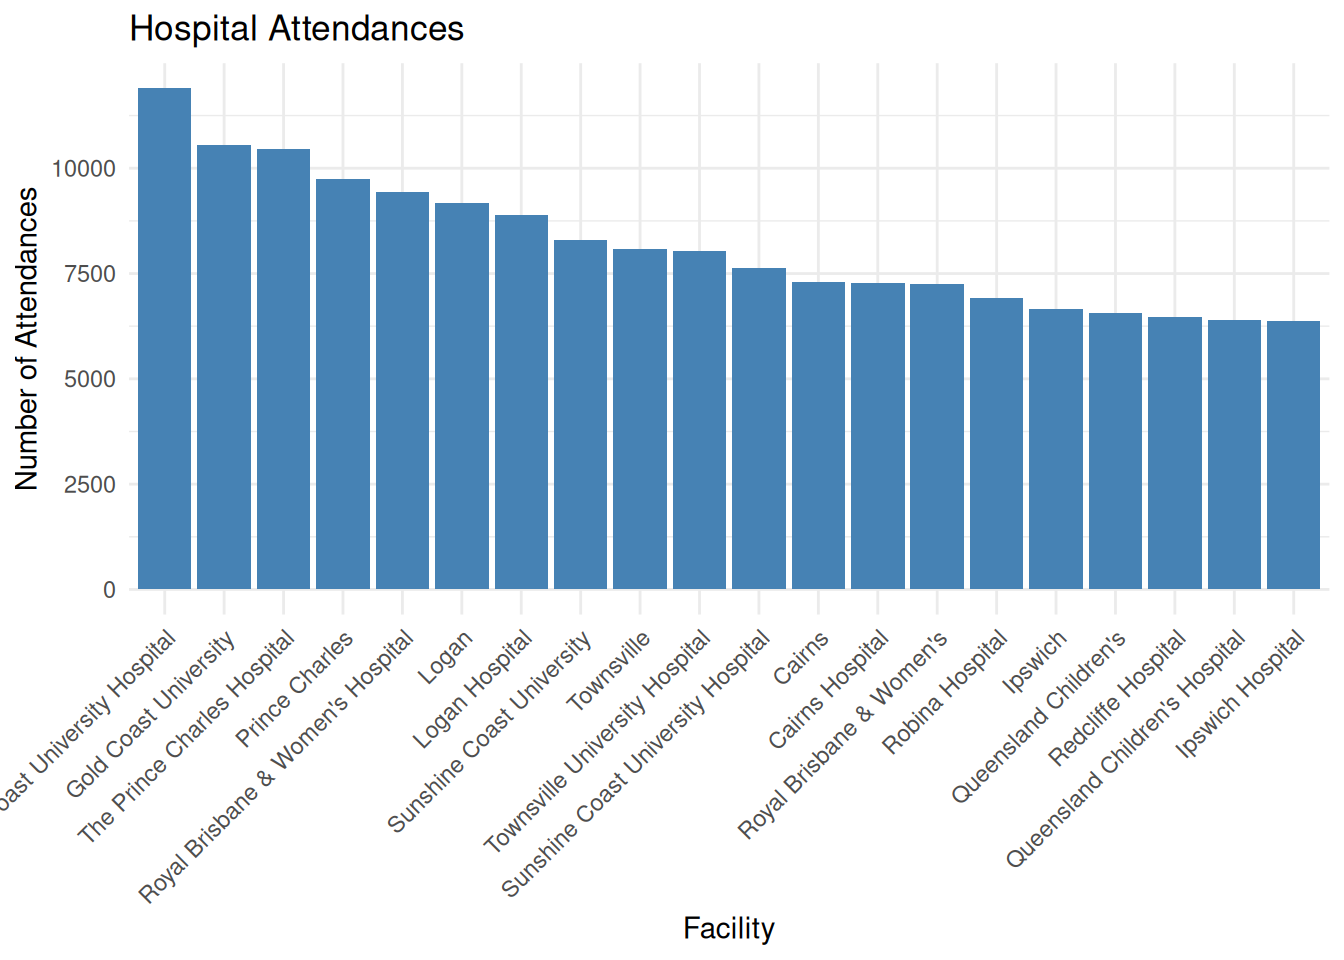 Hospital Attendances
Number of Attendances
10000
7500
5000
2500
0
University Hospital
Gold Coast University
The Prince Charles Hospital
Prince Charles
Royal Brisbane & Women's Hospital
Logan
Logan Hospital
Sunshine Coast University
Townsville
Townsville University Hospital
Sunshine Coast University Hospital
Cairns
Cairns Hospital
Royal Brisbane & Women's
Robina Hospital
Ipswich
Queensland Children's
Redcliffe Hospital
Queensland Children's Hospital
Ipswich Hospital
Facility